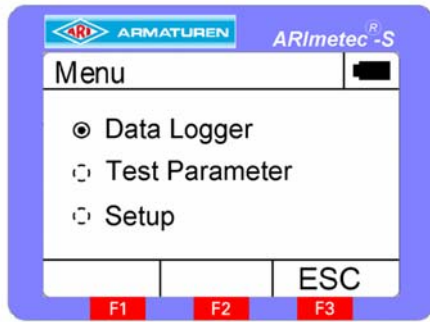 ARI ARMATUREN
ARImetec®-S
Menu
Data Logger
Test Parameter
Setup
ESC
F1 F2 F3